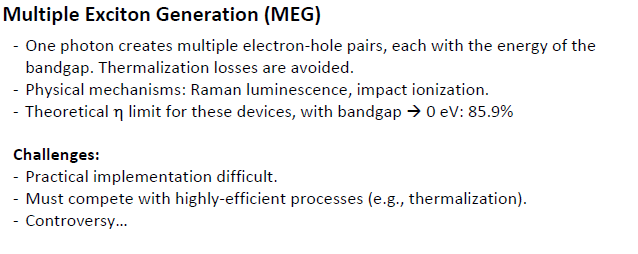 Multiple Exciton Generation (MEG)
- One photon creates multiple electron-hole pairs, each with the energy of the
bandgap. Thermalization losses are avoided.
- Physical mechanisms: Raman luminescence, impact ionization.
- Theoretical η limit for these devices, with bandgap → 0 eV: 85.9%
Challenges:
- Practical implementation difficult.
- Must compete with highly-efficient processes (e.g., thermalization).
- Controversy…